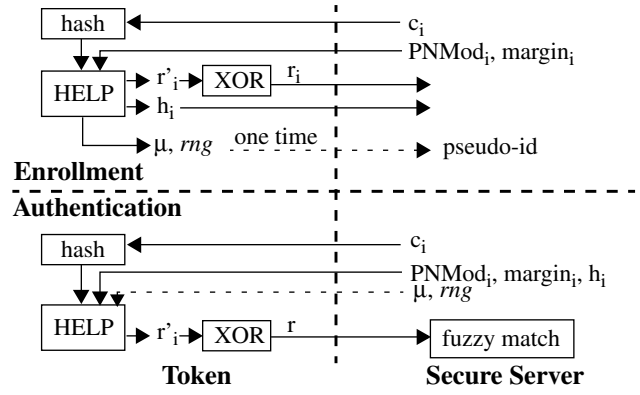 hash c_i
PNMod_i, margin_i
HELP r'_i XOR r_i
h_i
μ, rng one time pseudo-id
Enrollment
Authentication
hash c_i
PNMod_i, margin_i, h_i
μ, rng
HELP r'_i XOR r fuzzy match
Token Secure Server